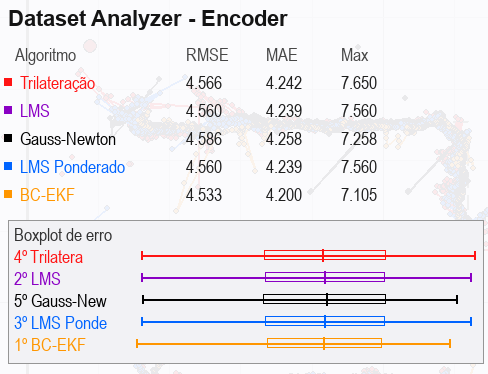 Dataset Analyzer - Encoder
Algoritmo RMSE MAE Max
Trilateração 4.566 4.242 7.650
LMS 4.560 4.239 7.560
Gauss-Newton 4.586 4.258 7.258
LMS Ponderado 4.560 4.239 7.560
BC-EKF 4.533 4.200 7.105
Boxplot de erro
4º Trilatera
2º LMS
5º Gauss-New
3º LMS Ponde
1º BC-EKF